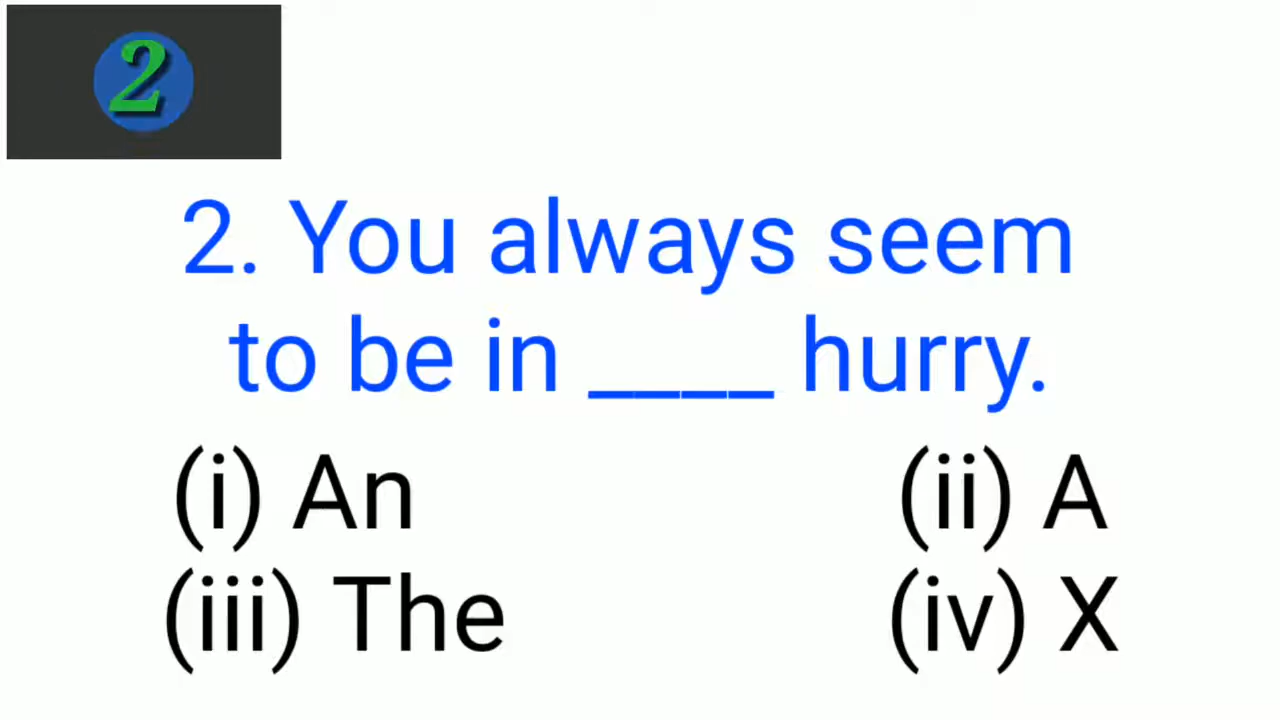 2
2. You always seem
to be in ____ hurry.
(i) An (ii) A
(iii) The (iv) X